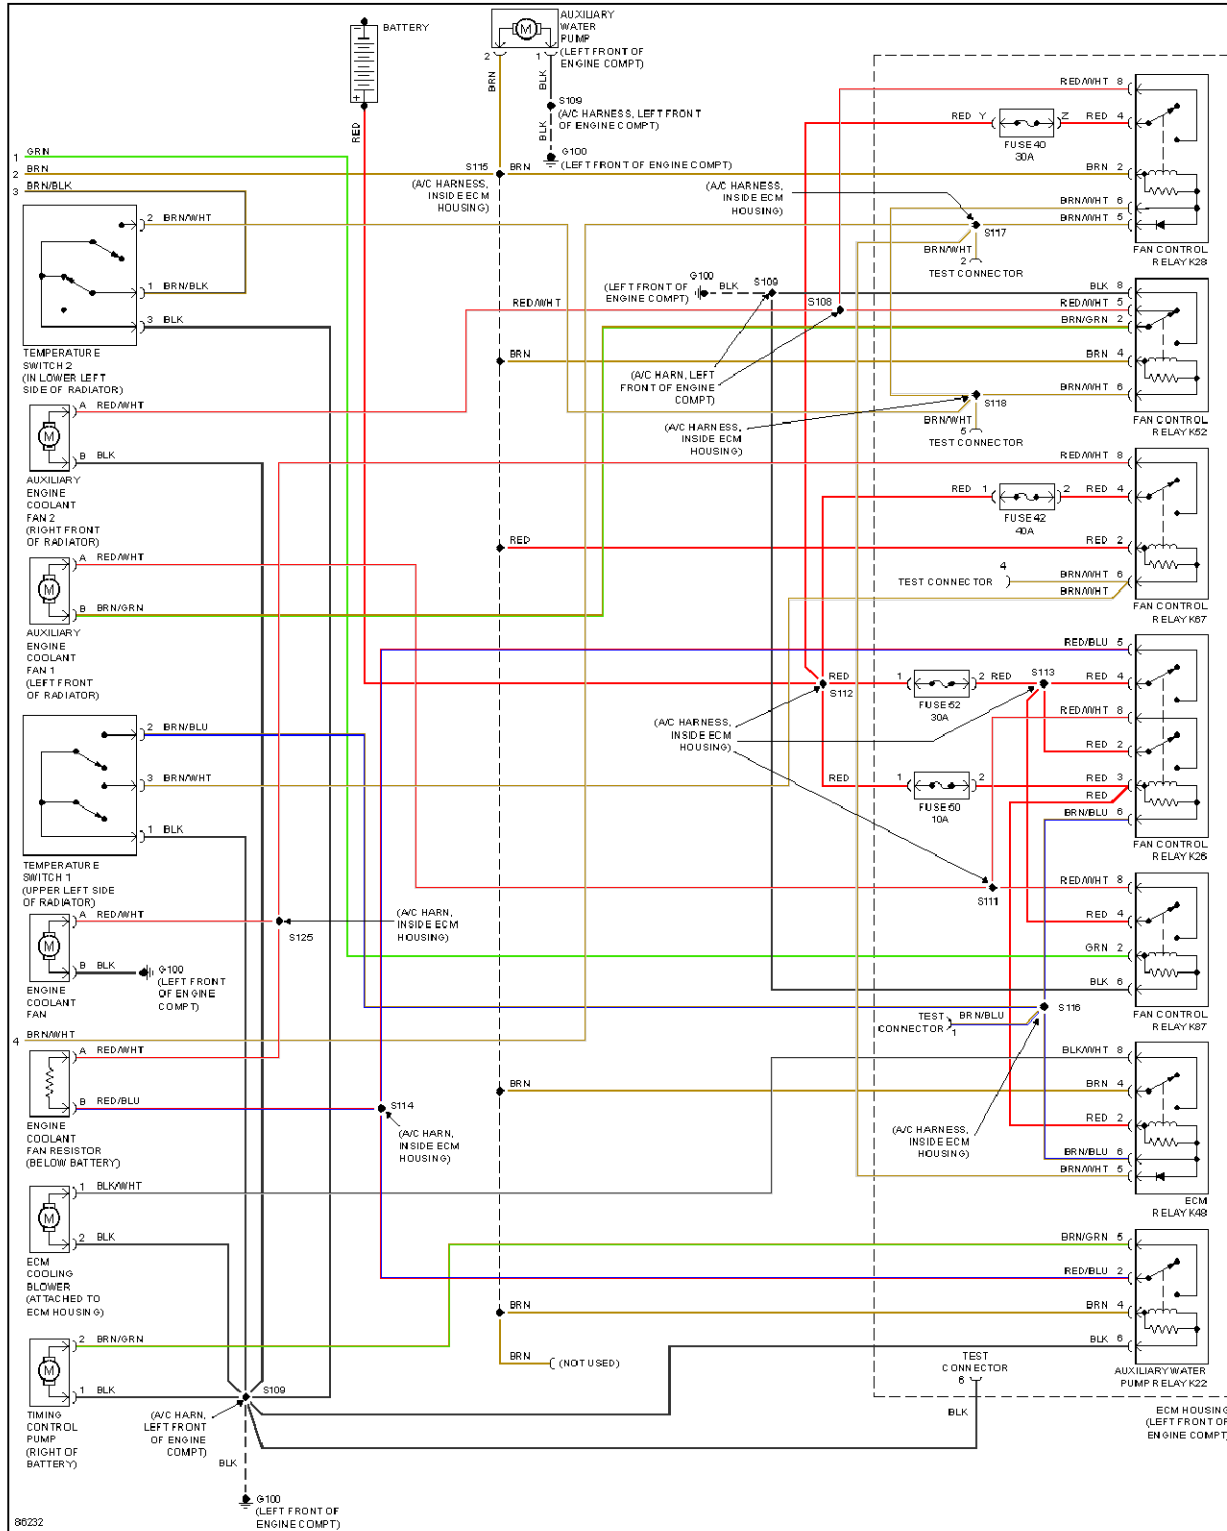 BATTERY
RED
AUXILIARY
WATER
PUMP
(LEFT FRONT OF
ENGINE COMPT)
M
2
1
BRN
BLK
S109
(A/C HARNESS, LEFT FRONT
OF ENGINE COMPT)
BLK
G100
(LEFT FRONT OF ENGINE COMPT)
1 GRN
2 BRN
3 BRN/BLK
S115
BRN
(A/C HARNESS,
INSIDE ECM
HOUSING)
2 BRN/WHT
1 BRN/BLK
3 BLK
TEMPERATURE
SWITCH 2
(IN LOWER LEFT
SIDE OF RADIATOR)
A RED/WHT
M
B BLK
AUXILIARY
ENGINE
COOLANT
FAN 2
(RIGHT FRONT
OF RADIATOR)
A RED/WHT
M
B BRN/GRN
AUXILIARY
ENGINE
COOLANT
FAN 1
(LEFT FRONT
OF RADIATOR)
2 BRN/BLU
3 BRN/WHT
1 BLK
TEMPERATURE
SWITCH 1
(UPPER LEFT SIDE
OF RADIATOR)
A RED/WHT
M
B BLK
G100
(LEFT FRONT
OF ENGINE
COMPT)
ENGINE
COOLANT
FAN
S125
(A/C HARN,
INSIDE ECM
HOUSING)
4 BRN/WHT
A RED/WHT
B RED/BLU
ENGINE
COOLANT
FAN RESISTOR
(BELOW BATTERY)
S114
(A/C HARN,
INSIDE ECM
HOUSING)
1 BLK/WHT
M
2 BLK
ECM
COOLING
BLOWER
(ATTACHED TO
ECM HOUSING)
2 BRN/GRN
M
1 BLK
TIMING
CONTROL
PUMP
(RIGHT OF
BATTERY)
S109
(A/C HARN,
LEFT FRONT
OF ENGINE
COMPT)
BLK
G100
(LEFT FRONT OF
ENGINE COMPT)
86232
RED/WHT 8
RED Y
Z RED 4
FUSE 40
30A
BRN 2
BRN/WHT 6
BRN/WHT 5
FAN CONTROL
RELAY K28
(A/C HARNESS,
INSIDE ECM
HOUSING)
S117
BRN/WHT
2
TEST CONNECTOR
G100
(LEFT FRONT OF
ENGINE COMPT)
BLK
S109
S108
RED/WHT
BLK 8
RED/WHT 5
BRN/GRN 2
BRN
BRN 4
BRN/WHT 6
FAN CONTROL
RELAY K52
(A/C HARN, LEFT
FRONT OF ENGINE
COMPT)
S118
BRN/WHT
5
TEST CONNECTOR
(A/C HARNESS,
INSIDE ECM
HOUSING)
RED/WHT 8
RED 1
2 RED 4
FUSE 42
40A
RED
RED 2
4
TEST CONNECTOR
BRN/WHT 6
BRN/WHT
FAN CONTROL
RELAY K67
RED/BLU 5
RED
S112
1
2 RED
FUSE 52
30A
S113
RED 4
RED/WHT 8
RED 2
RED
1
2
FUSE 50
10A
RED 3
RED
BRN/BLU 6
FAN CONTROL
RELAY K26
(A/C HARNESS,
INSIDE ECM
HOUSING)
S111
RED/WHT 8
RED 4
GRN 2
BLK 6
FAN CONTROL
RELAY K87
S116
TEST
CONNECTOR
BRN/BLU
1
BLK/WHT 8
BRN
BRN 4
RED 2
BRN/BLU 6
BRN/WHT 5
ECM
RELAY K48
(A/C HARNESS,
INSIDE ECM
HOUSING)
BRN/GRN 5
RED/BLU 2
BRN
BRN 4
BLK 6
AUXILIARY WATER
PUMP RELAY K22
BRN
(NOT USED)
TEST
CONNECTOR
6
BLK
ECM HOUSING
(LEFT FRONT OF
ENGINE COMPT)